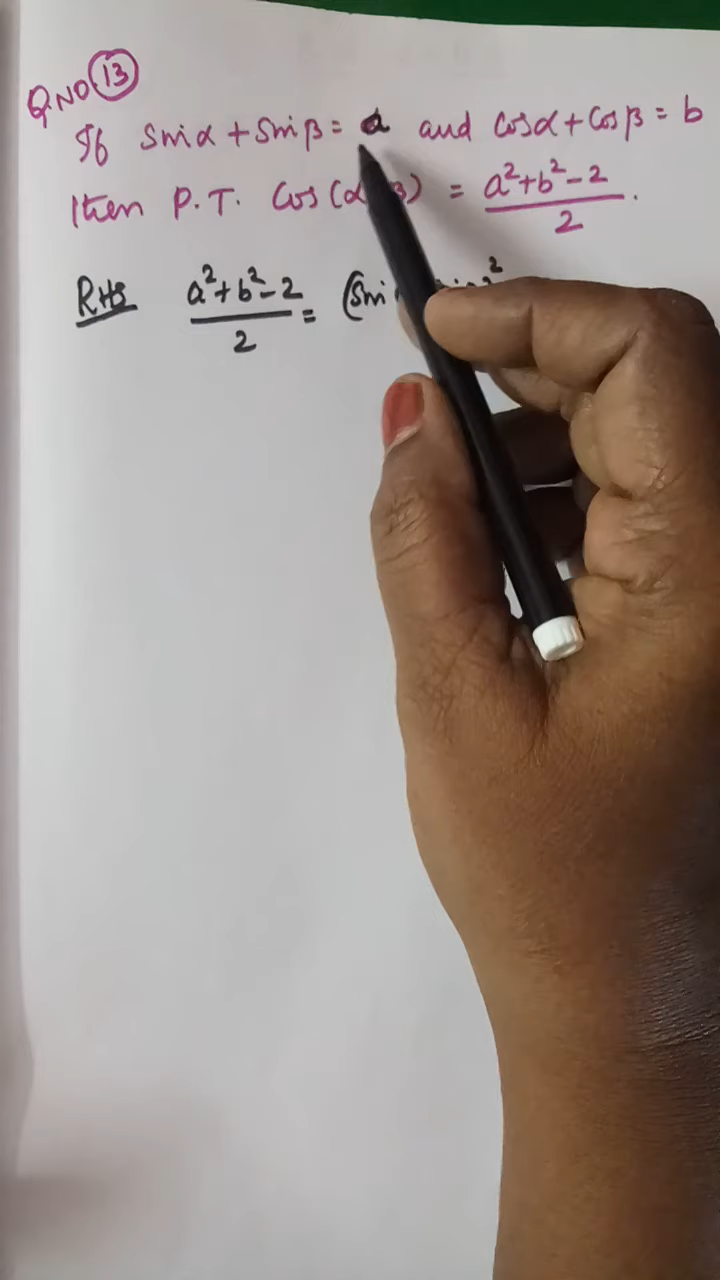 Q.NO. 13
If Sinα + Sinβ = a and Cosα + Cosβ = b
then P.T. Cos(α β) = a²+b²-2 / 2.
RHS a²+b²-2 / 2 = (Sin ²